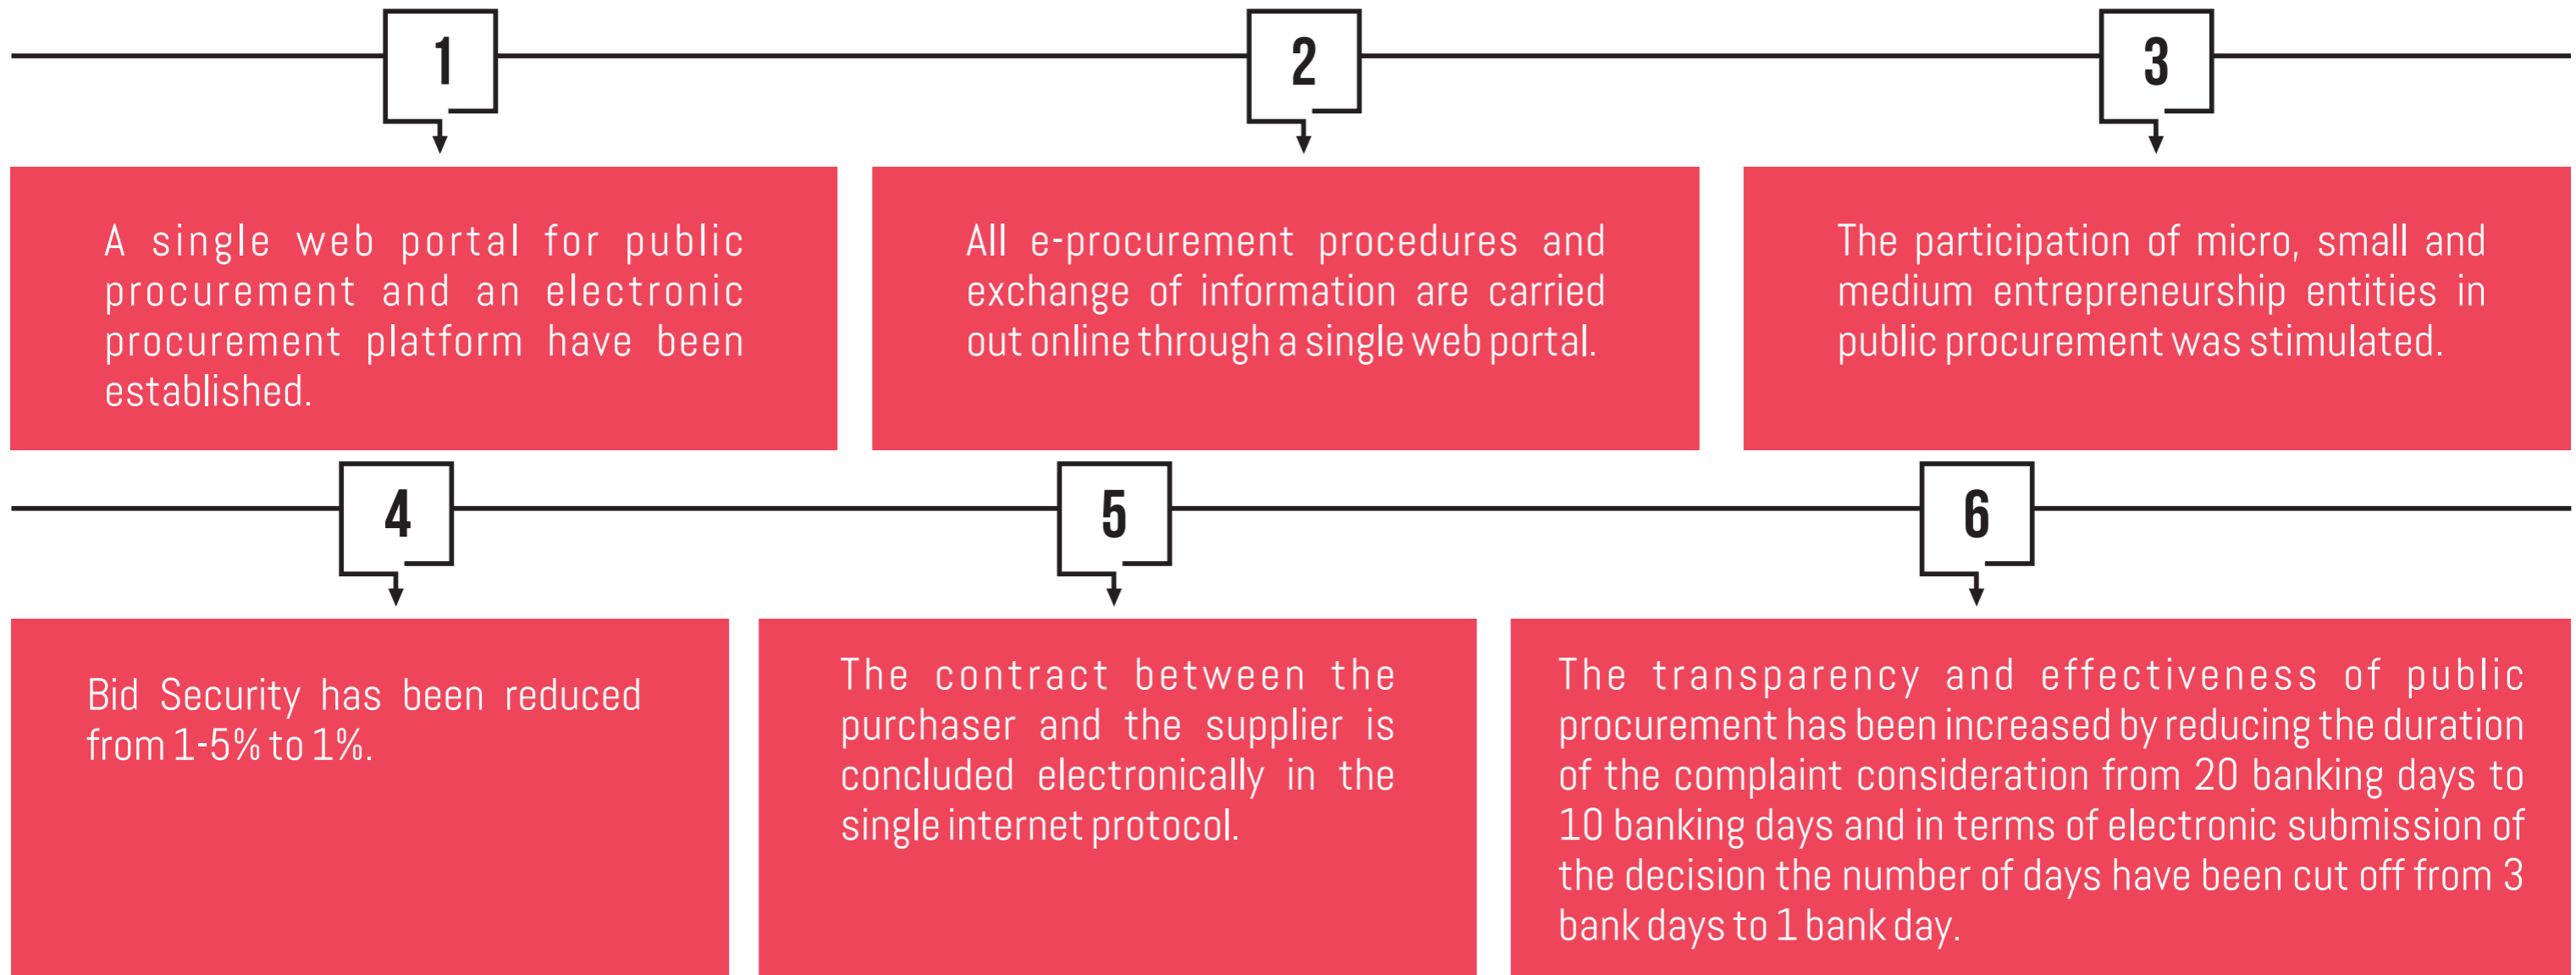 1
2
3
A single web portal for public
procurement and an electronic
procurement platform have been
established.
All e-procurement procedures and
exchange of information are carried
out online through a single web portal.
The participation of micro, small and
medium entrepreneurship entities in
public procurement was stimulated.
4
5
6
Bid Security has been reduced
from 1-5% to 1%.
The contract between the
purchaser and the supplier is
concluded electronically in the
single internet protocol.
The transparency and effectiveness of public
procurement has been increased by reducing the duration
of the complaint consideration from 20 banking days to
10 banking days and in terms of electronic submission of
the decision the number of days have been cut off from 3
bank days to 1 bank day.